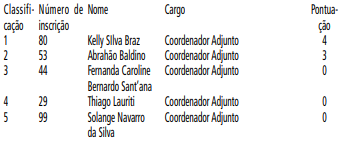 Classifi- Número de Nome Cargo Pontua-
cação inscrição ção
1 80 Kelly SIlva Braz Coordenador Adjunto 4
2 53 Abrahão Baldino Coordenador Adjunto 3
3 44 Fernanda Caroline Coordenador Adjunto 0
Bernardo Sant'ana
4 29 Thiago Lauriti Coordenador Adjunto 0
5 99 Solange Navarro Coordenador Adjunto 0
da Silva